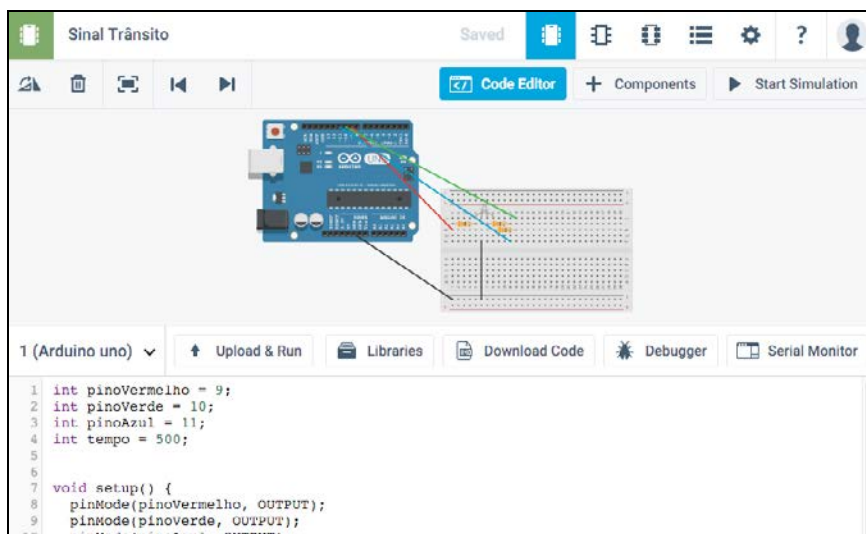 Sinal Trânsito
Saved
?
Code Editor
+ Components
Start Simulation
UNO
ARDUINO
1 (Arduino uno)
Upload & Run
Libraries
Download Code
Debugger
Serial Monitor
1 int pinoVermelho = 9;
2 int pinoVerde = 10;
3 int pinoAzul = 11;
4 int tempo = 500;
5
6
7 void setup() {
8 pinMode(pinoVermelho, OUTPUT);
9 pinMode(pinoVerde, OUTPUT);